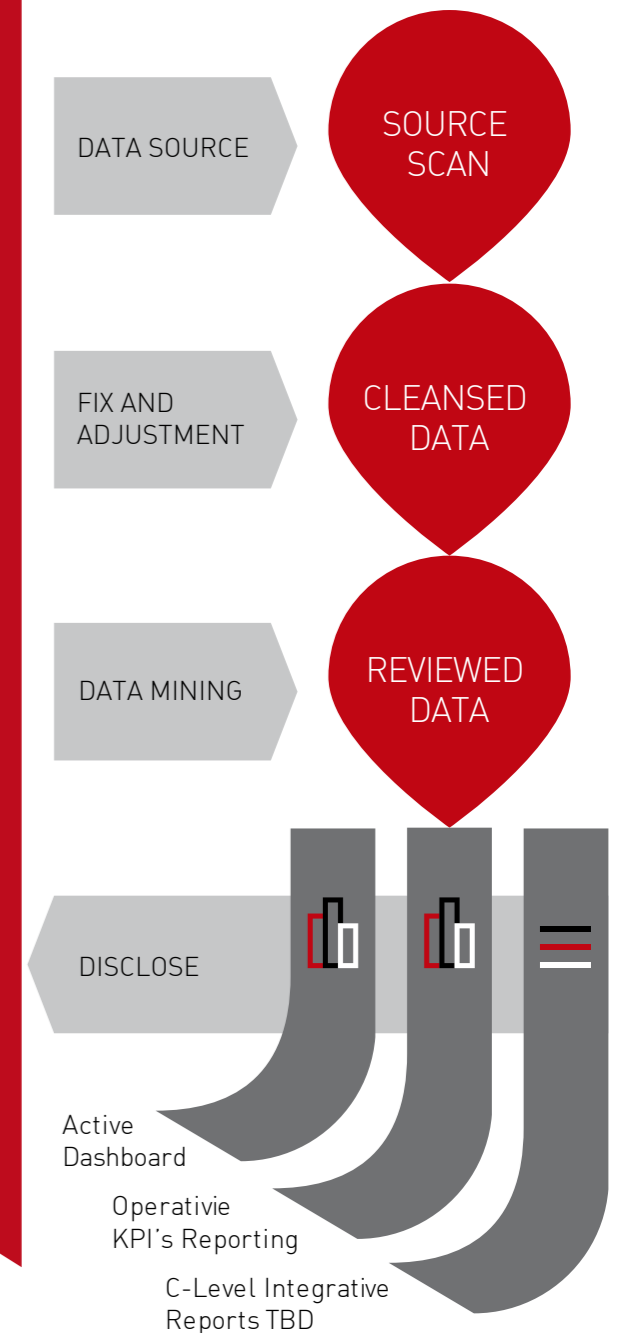 DATA SOURCE
SOURCE
SCAN
FIX AND
ADJUSTMENT
CLEANSED
DATA
DATA MINING
REVIEWED
DATA
DISCLOSE
Active
Dashboard
Operativie
KPI's Reporting
C-Level Integrative
Reports TBD